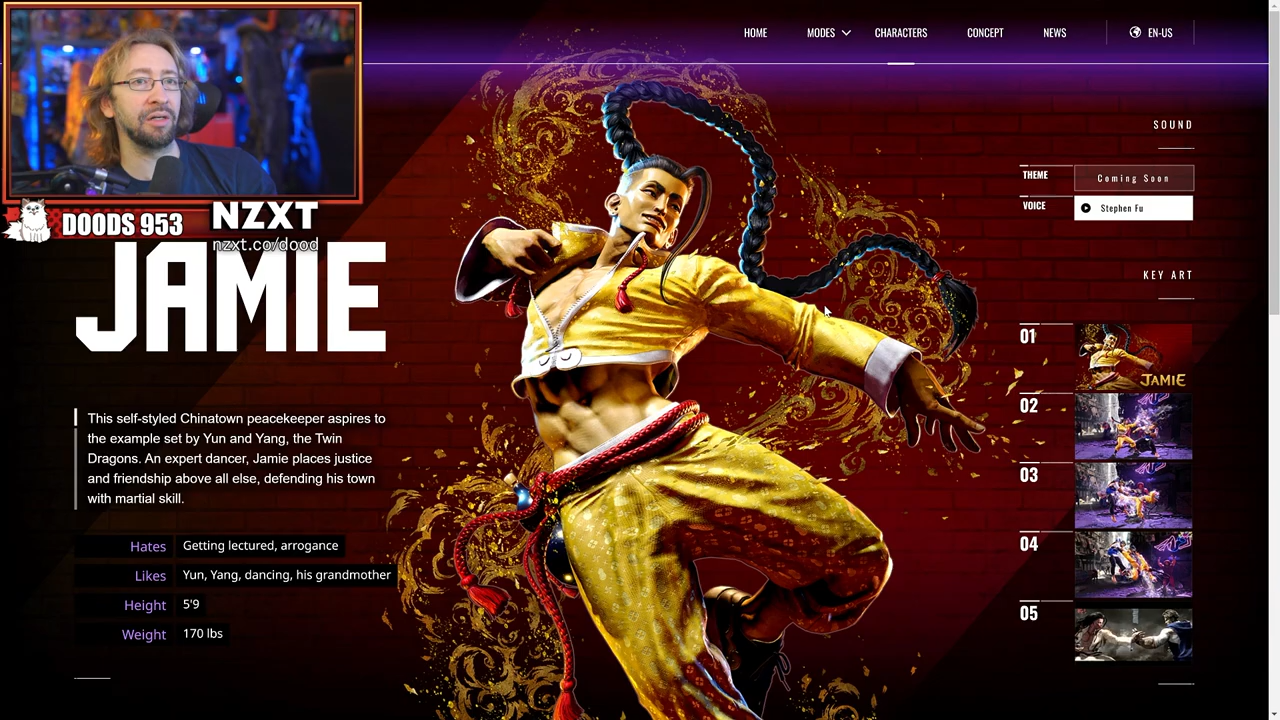 HOME
MODES
CHARACTERS
CONCEPT
NEWS
EN-US
DOODS 953
NZXT
nzxt.co/dood
JAMIE
This self-styled Chinatown peacekeeper aspires to
the example set by Yun and Yang, the Twin
Dragons. An expert dancer, Jamie places justice
and friendship above all else, defending his town
with martial skill.
Hates Getting lectured, arrogance
Likes Yun, Yang, dancing, his grandmother
Height 5'9
Weight 170 lbs
SOUND
THEME Coming Soon
VOICE Stephen Fu
KEY ART
01
JAMIE
02
03
04
05